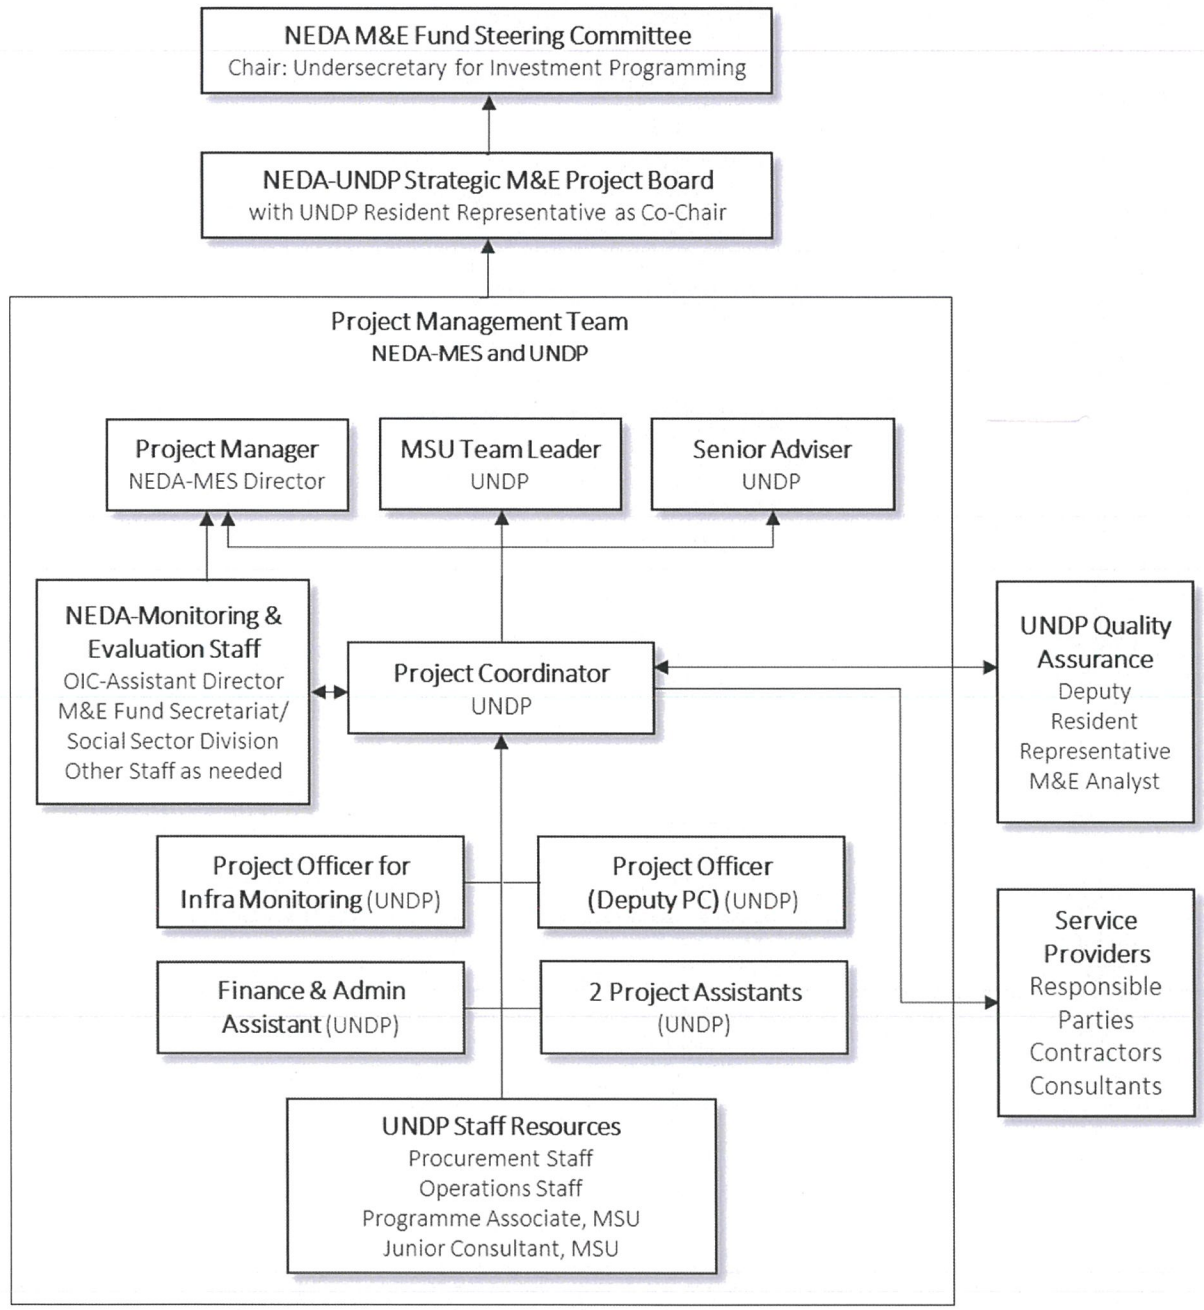 NEDA M&E Fund Steering Committee
Chair: Undersecretary for Investment Programming
NEDA-UNDP Strategic M&E Project Board
with UNDP Resident Representative as Co-Chair
Project Management Team
NEDA-MES and UNDP
Project Manager
NEDA-MES Director
MSU Team Leader
UNDP
Senior Adviser
UNDP
NEDA-Monitoring &
Evaluation Staff
OIC-Assistant Director
M&E Fund Secretariat/
Social Sector Division
Other Staff as needed
Project Coordinator
UNDP
UNDP Quality
Assurance
Deputy
Resident
Representative
M&E Analyst
Project Officer for
Infra Monitoring (UNDP)
Project Officer
(Deputy PC) (UNDP)
Service
Providers
Responsible
Parties
Contractors
Consultants
Finance & Admin
Assistant (UNDP)
2 Project Assistants
(UNDP)
UNDP Staff Resources
Procurement Staff
Operations Staff
Programme Associate, MSU
Junior Consultant, MSU